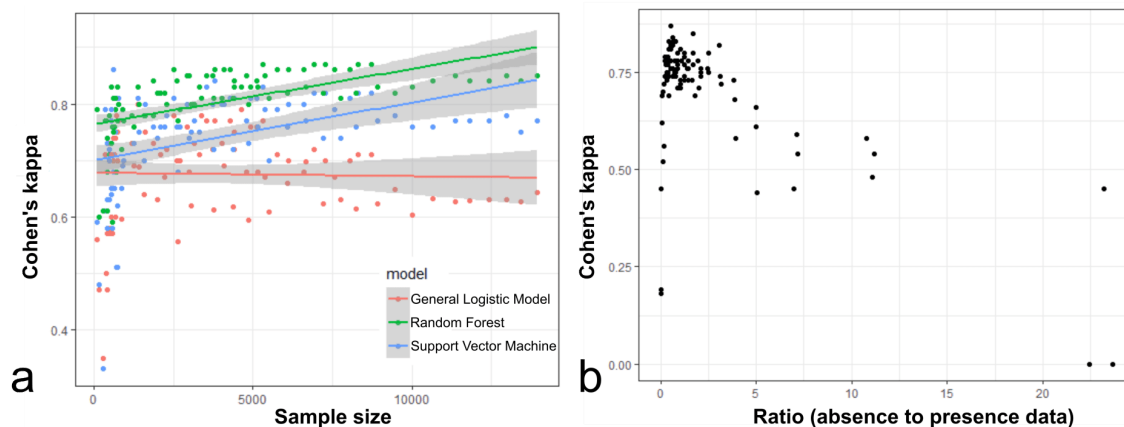 Cohen's kappa
0.8
0.6
0.4
model
General Logistic Model
Random Forest
Support Vector Machine
0
5000
10000
Sample size
a
Cohen's kappa
0.75
0.50
0.25
0.00
0
5
10
15
20
Ratio (absence to presence data)
b